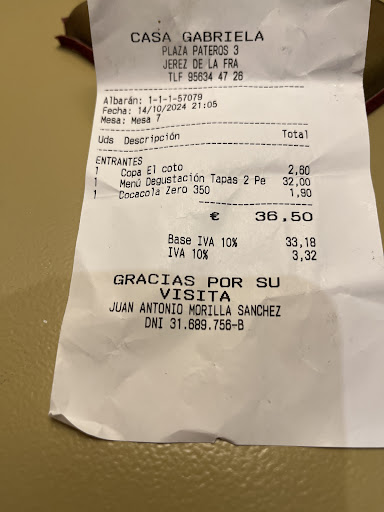 CASA GABRIELA
PLAZA PATEROS 3
JEREZ DE LA FRA
TLF 95634 47 26
Albarán: 1-1-1-57079
Fecha: 14/10/2024 21:05
Mesa: Mesa 7
Uds Descripción Total
ENTRANTES
1 Copa El coto 2,60
1 Menú Degustación Tapas 2 Pe 32,00
1 Cocacola Zero 350 1,90
€ 36,50
Base IVA 10% 33,18
IVA 10% 3,32
GRACIAS POR SU
VISITA
JUAN ANTONIO MORILLA SANCHEZ
DNI 31.689.756-B